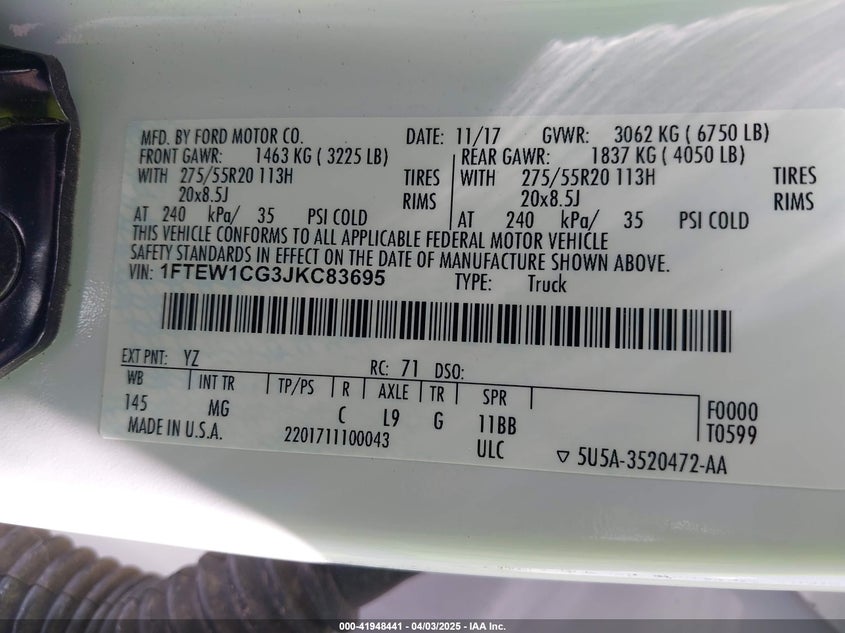 MFD. BY FORD MOTOR CO. DATE: 11/17 GVWR: 3062 KG ( 6750 LB)
FRONT GAWR: 1463 KG ( 3225 LB) REAR GAWR: 1837 KG ( 4050 LB)
WITH 275/55R20 113H TIRES WITH 275/55R20 113H TIRES
20x8.5J RIMS 20x8.5J RIMS
AT 240 kPa/ 35 PSI COLD AT 240 kPa/ 35 PSI COLD
THIS VEHICLE CONFORMS TO ALL APPLICABLE FEDERAL MOTOR VEHICLE
SAFETY STANDARDS IN EFFECT ON THE DATE OF MANUFACTURE SHOWN ABOVE.
VIN: 1FTEW1CG3JKC83695 TYPE: Truck
EXT PNT: YZ RC: 71 DSO:
WB INT TR TP/PS R AXLE TR SPR
145 MG C L9 G 11BB F0000
MADE IN U.S.A. 2201711100043 ULC T0599
▽ 5U5A-3520472-AA
000-41948441 | 04/03/2025 - IAA Inc.